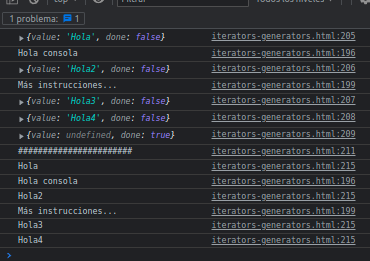 top
Filtrar
Todos los niveles
1 problema: 1
{value: 'Hola', done: false} iterators-generators.html:205
Hola consola iterators-generators.html:196
{value: 'Hola2', done: false} iterators-generators.html:206
Más instrucciones... iterators-generators.html:199
{value: 'Hola3', done: false} iterators-generators.html:207
{value: 'Hola4', done: false} iterators-generators.html:208
{value: undefined, done: true} iterators-generators.html:209
####################### iterators-generators.html:211
Hola iterators-generators.html:215
Hola consola iterators-generators.html:196
Hola2 iterators-generators.html:215
Más instrucciones... iterators-generators.html:199
Hola3 iterators-generators.html:215
Hola4 iterators-generators.html:215